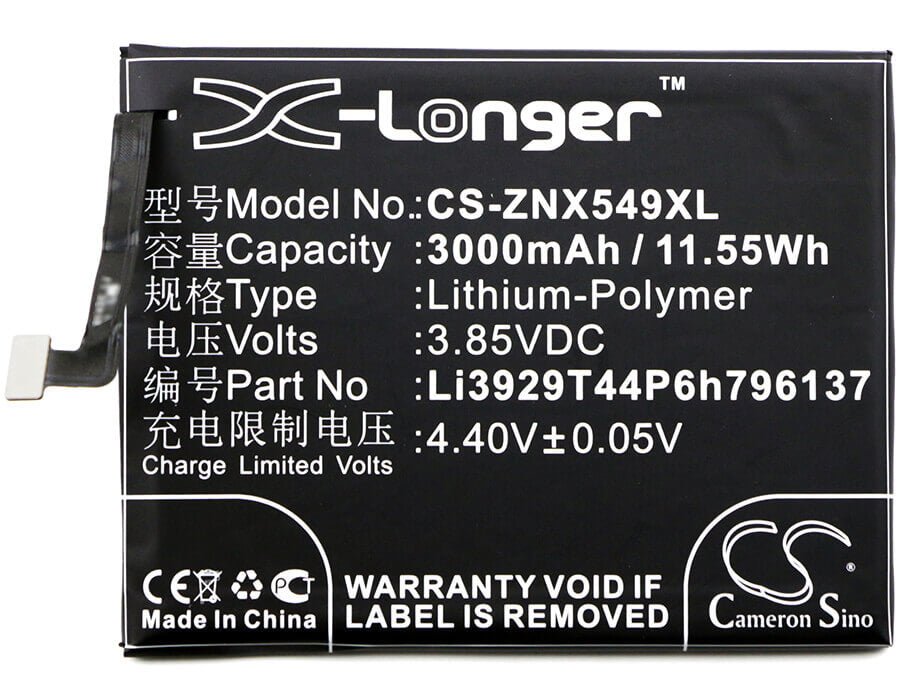 X-Longer™
型号Model No.:CS-ZNX549XL
容量Capacity :3000mAh / 11.55Wh
规格Type :Lithium-Polymer
电压Volts :3.85VDC
编号Part No :Li3929T44P6h796137
充电限制电压 :4.40V±0.05V
Charge Limited Volts
CE PCT
Made In China
WARRANTY VOID IF
LABEL IS REMOVED
CS®
Cameron Sino